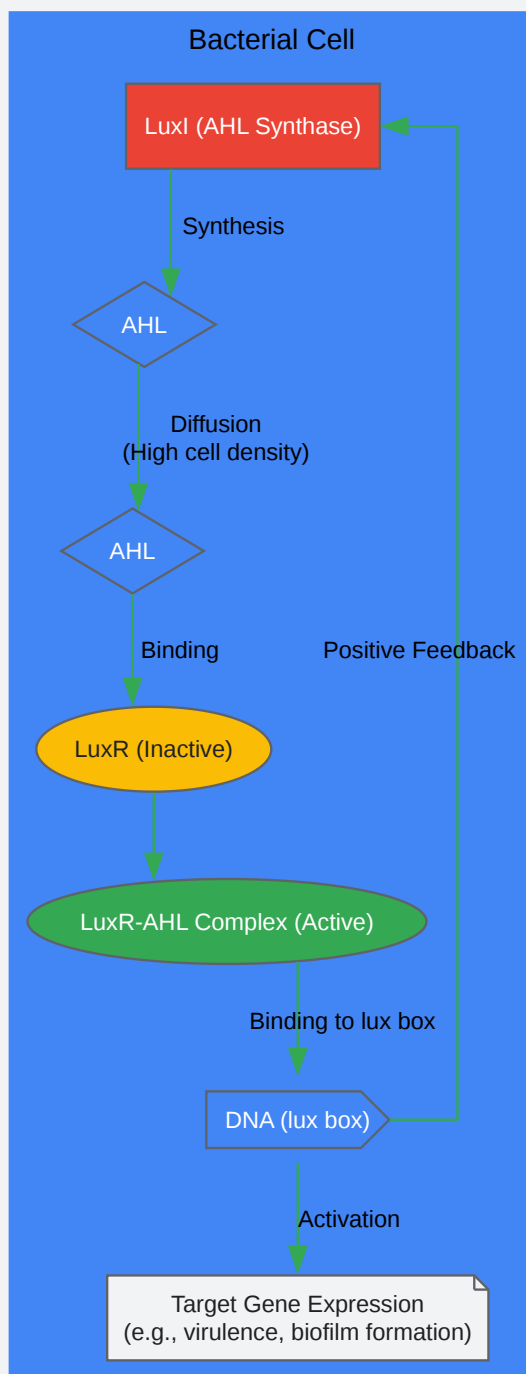 Bacterial Cell
LuxI (AHL Synthase)
Synthesis
AHL
Diffusion
(High cell density)
AHL
Binding
Positive Feedback
LuxR (Inactive)
LuxR-AHL Complex (Active)
Binding to lux box
DNA (lux box)
Activation
Target Gene Expression
(e.g., virulence, biofilm formation)